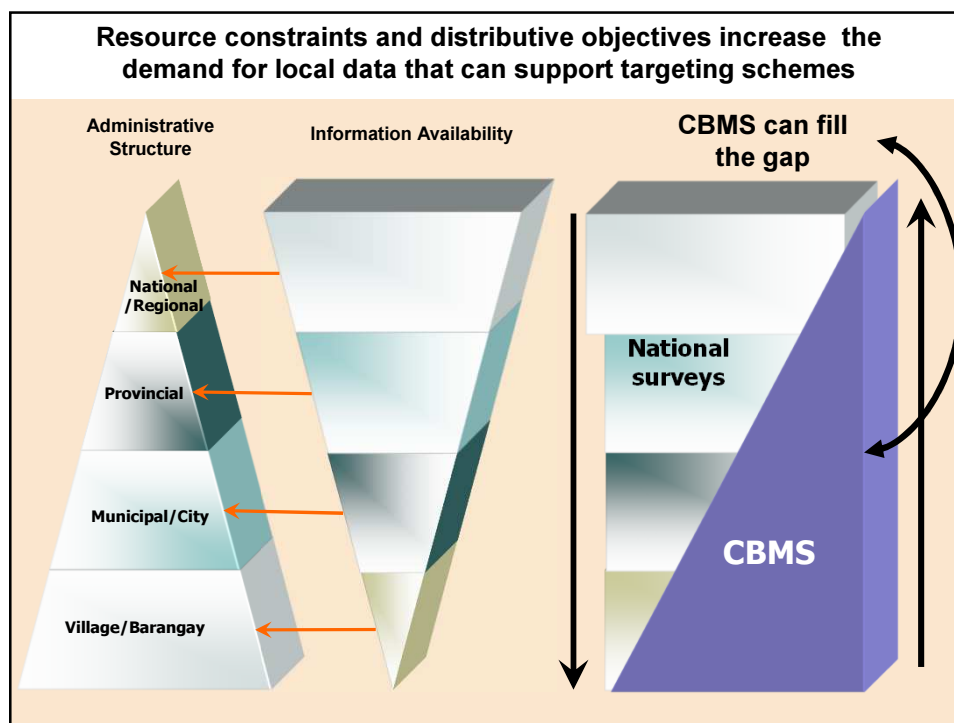 Resource constraints and distributive objectives increase the
demand for local data that can support targeting schemes
Administrative
Structure
Information Availability
CBMS can fill
the gap
National
/Regional
Provincial
Municipal/City
Village/Barangay
National
surveys
CBMS